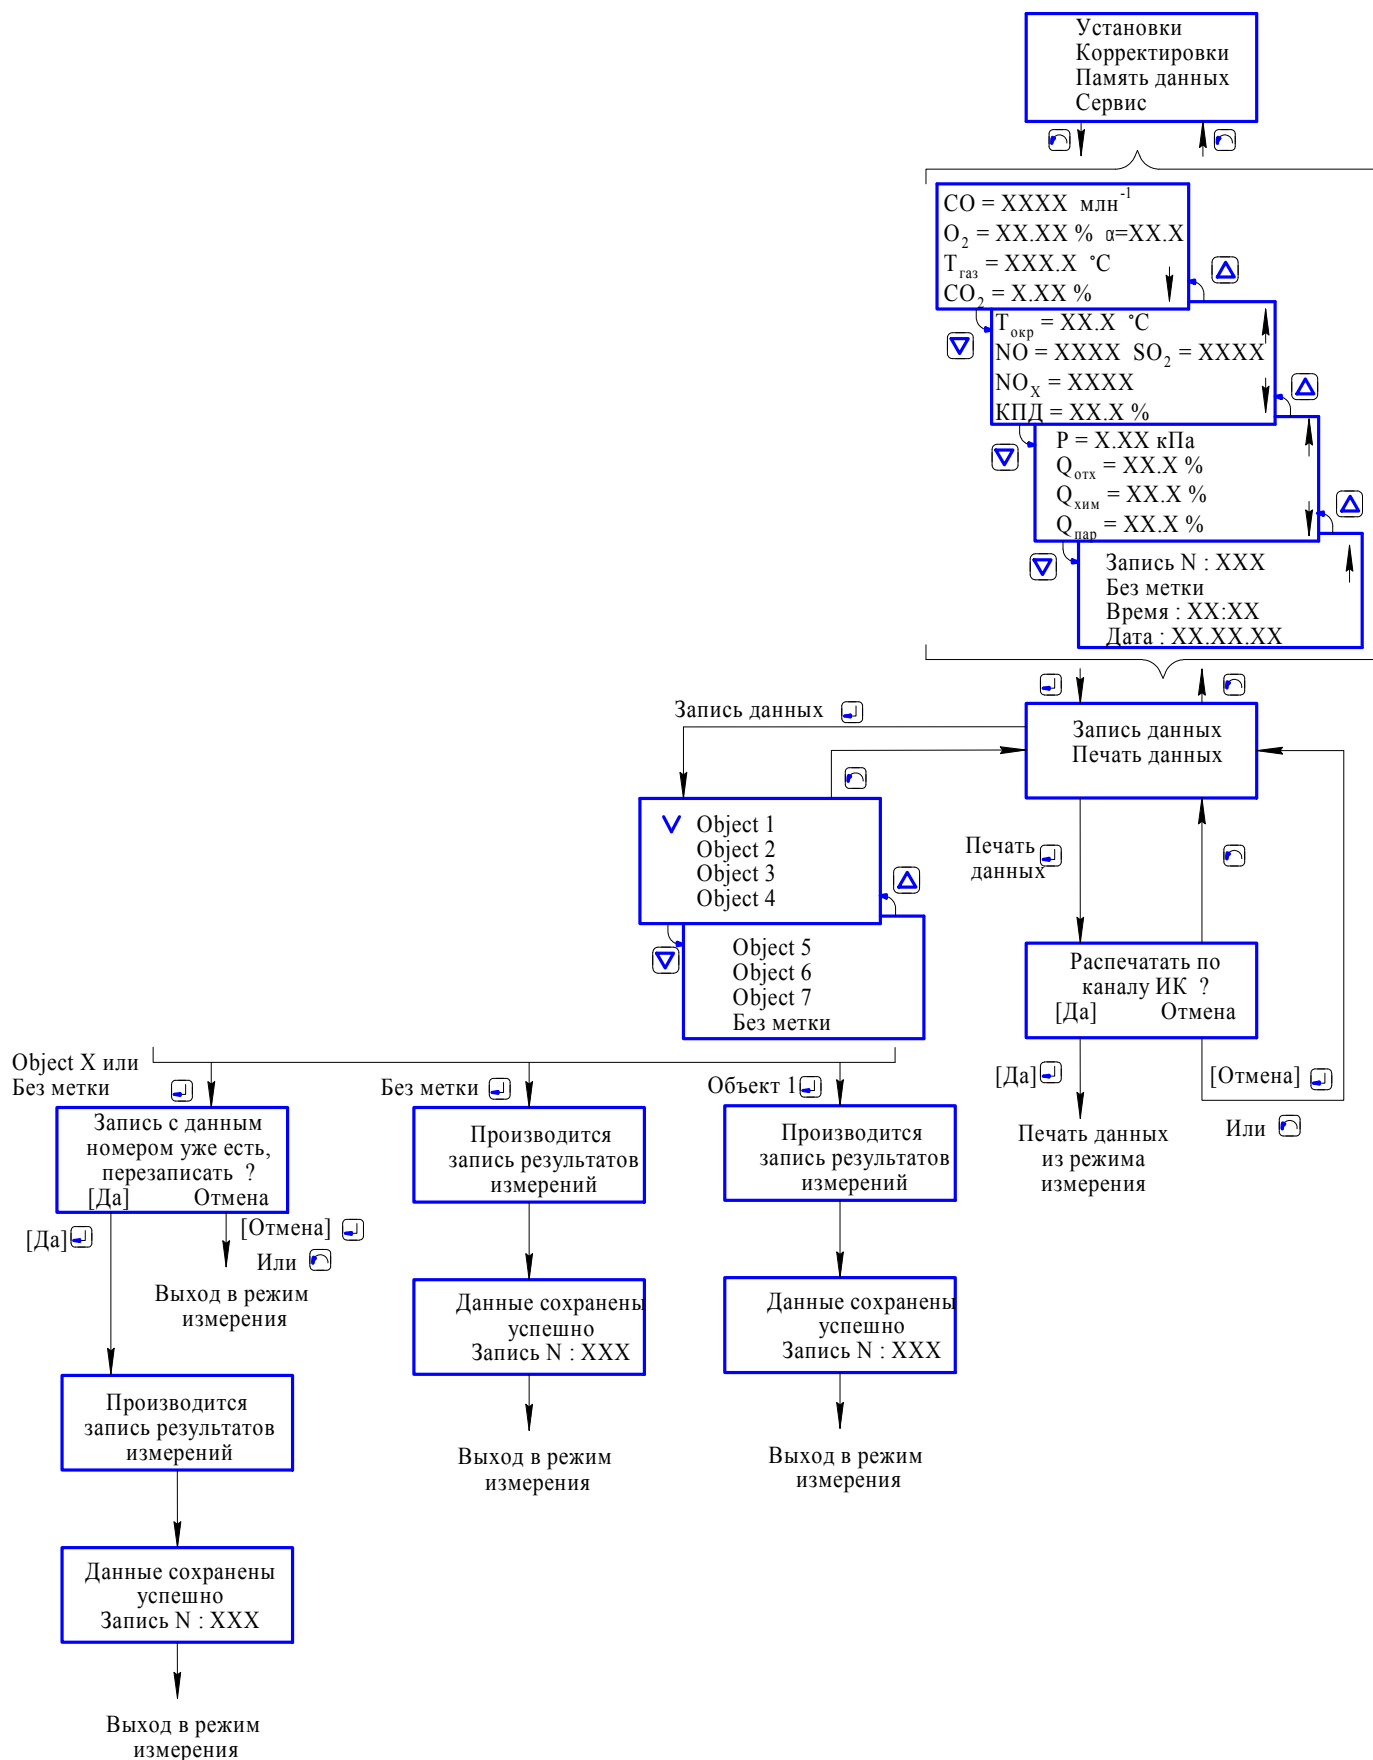 Установки
Корректировки
Память данных
Сервис
CO = XXXX млн⁻¹
O₂ = XX.XX % α=XX.X
Tгаз = XXX.X °C
CO₂ = X.XX %
Tокр = XX.X °C
NO = XXXX SO₂ = XXXX
NOX = XXXX
КПД = XX.X %
P = X.XX кПа
Qотх = XX.X %
Qхим = XX.X %
Qпар = XX.X %
Запись N : XXX
Без метки
Время : XX:XX
Дата : XX.XX.XX
Запись данных
Запись данных
Печать данных
Object 1
Object 2
Object 3
Object 4
Печать
данных
Object 5
Object 6
Object 7
Без метки
Распечатать по
каналу ИК ?
[Да] Отмена
Object X или
Без метки
Без метки
Объект 1
[Да]
[Отмена]
Или
Печать данных
из режима
измерения
Запись с данным
номером уже есть,
перезаписать ?
[Да] Отмена
Производится
запись результатов
измерений
Производится
запись результатов
измерений
[Да]
[Отмена]
Или
Выход в режим
измерения
Данные сохранены
успешно
Запись N : XXX
Данные сохранены
успешно
Запись N : XXX
Производится
запись результатов
измерений
Выход в режим
измерения
Выход в режим
измерения
Данные сохранены
успешно
Запись N : XXX
Выход в режим
измерения